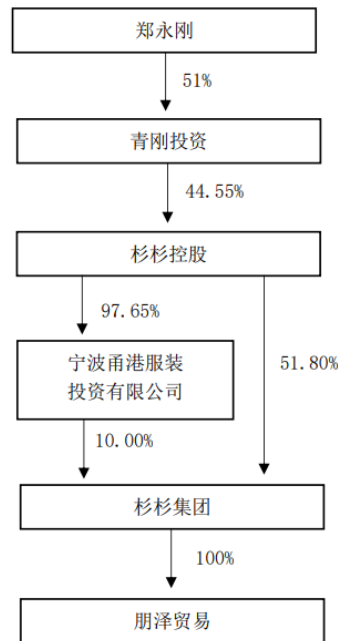 郑永刚
51%
青刚投资
44.55%
杉杉控股
97.65%
宁波甬港服装
投资有限公司
51.80%
10.00%
杉杉集团
100%
朋泽贸易